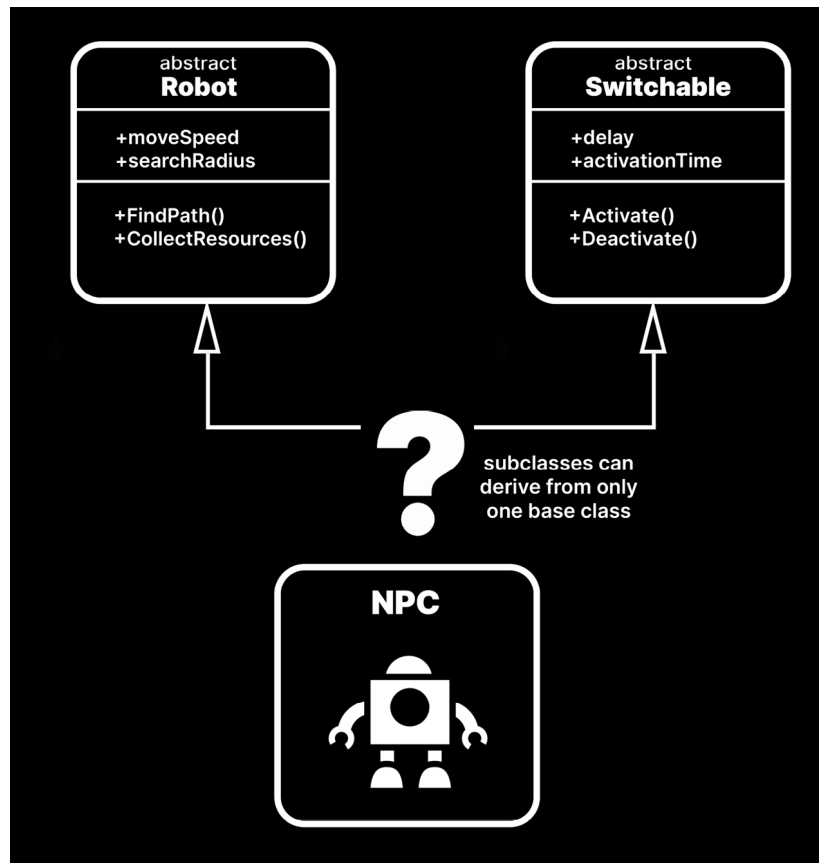 abstract
Robot
+moveSpeed
+searchRadius
+FindPath()
+CollectResources()
abstract
Switchable
+delay
+activationTime
+Activate()
+Deactivate()
?
subclasses can
derive from only
one base class
NPC